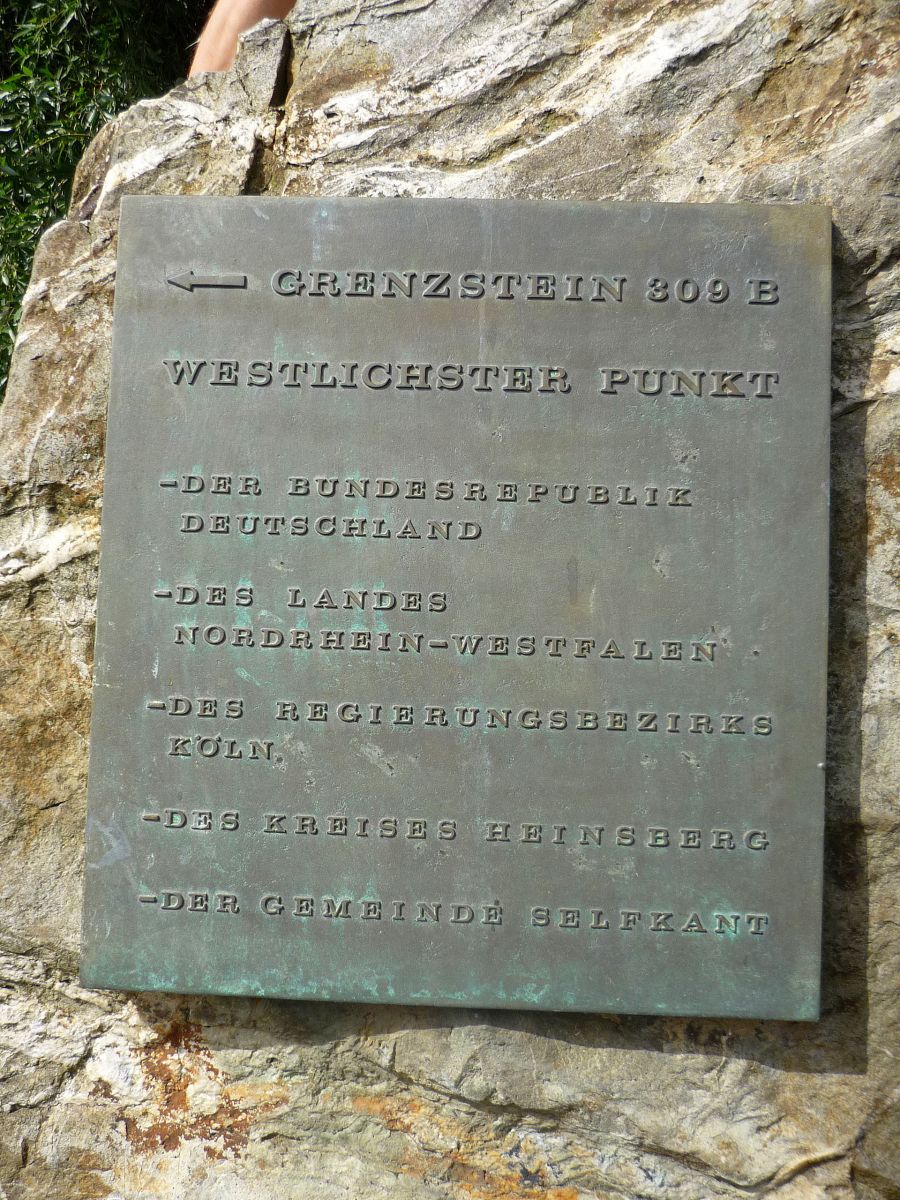 ← GRENZSTEIN 309 B
WESTLICHSTER PUNKT
-DER BUNDESREPUBLIK
DEUTSCHLAND
-DES LANDES
NORDRHEIN-WESTFALEN
-DES REGIERUNGSBEZIRKS
KÖLN
-DES KREISES HEINSBERG
-DER GEMEINDE SELFKANT